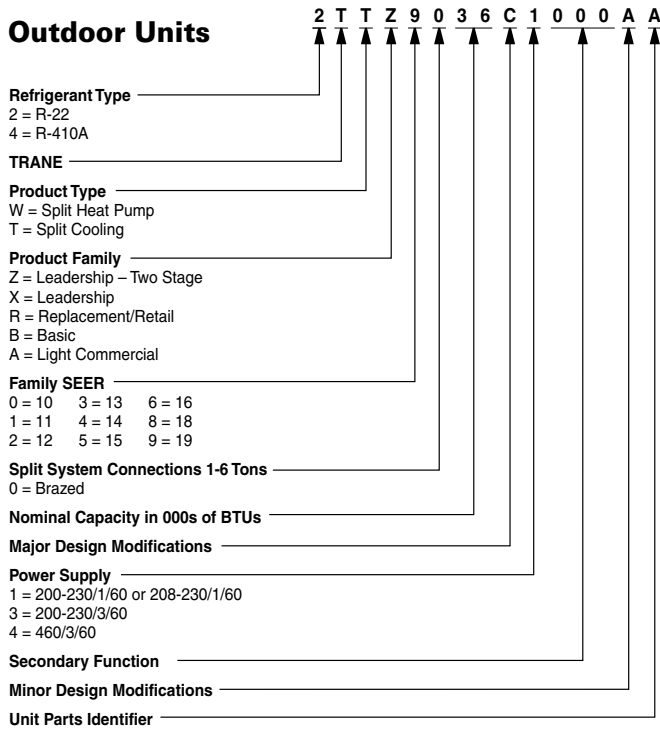 Outdoor Units
2 T T Z 9 0 3 6 C 1 0 0 0 A A
Refrigerant Type
2 = R-22
4 = R-410A
TRANE
Product Type
W = Split Heat Pump
T = Split Cooling
Product Family
Z = Leadership – Two Stage
X = Leadership
R = Replacement/Retail
B = Basic
A = Light Commercial
Family SEER
0 = 10 3 = 13 6 = 16
1 = 11 4 = 14 8 = 18
2 = 12 5 = 15 9 = 19
Split System Connections 1-6 Tons
0 = Brazed
Nominal Capacity in 000s of BTUs
Major Design Modifications
Power Supply
1 = 200-230/1/60 or 208-230/1/60
3 = 200-230/3/60
4 = 460/3/60
Secondary Function
Minor Design Modifications
Unit Parts Identifier